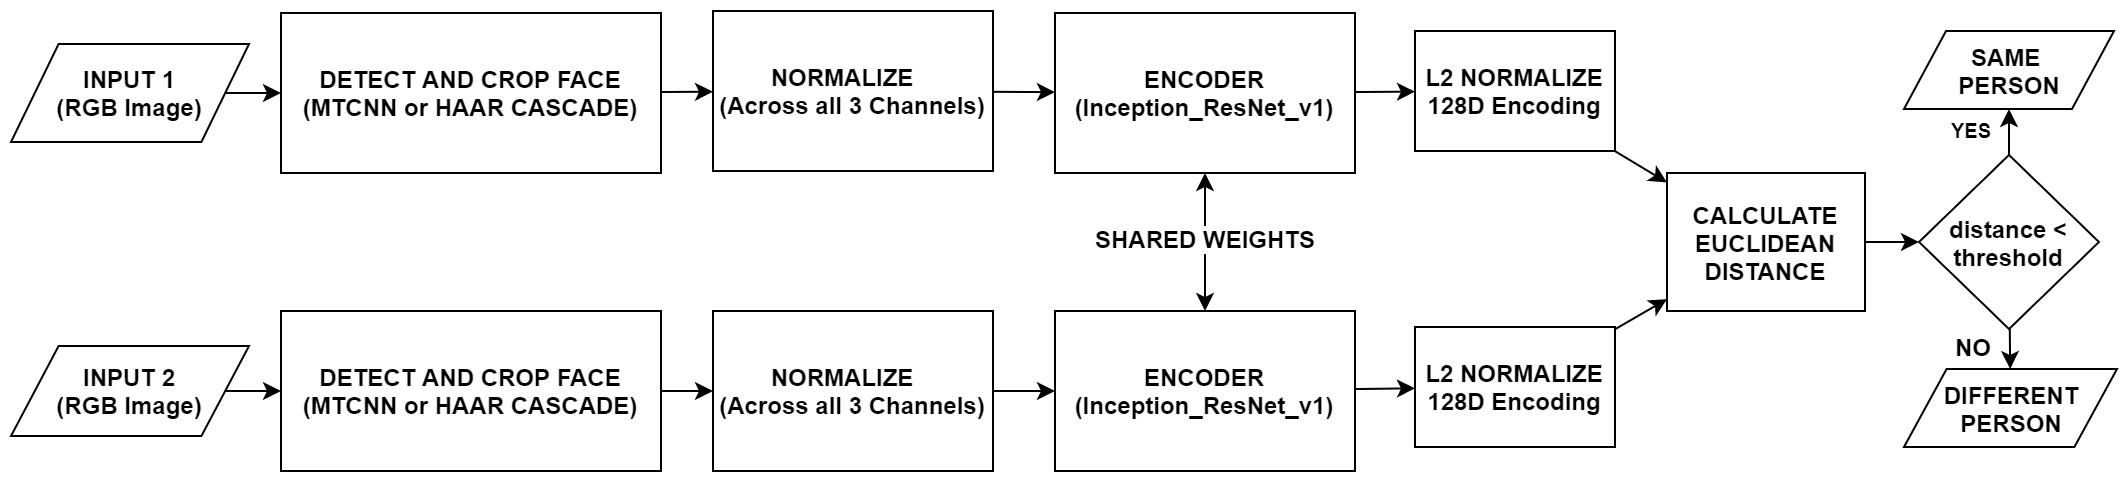 INPUT 1
(RGB Image)
DETECT AND CROP FACE
(MTCNN or HAAR CASCADE)
NORMALIZE
(Across all 3 Channels)
ENCODER
(Inception_ResNet_v1)
L2 NORMALIZE
128D Encoding
SHARED WEIGHTS
INPUT 2
(RGB Image)
DETECT AND CROP FACE
(MTCNN or HAAR CASCADE)
NORMALIZE
(Across all 3 Channels)
ENCODER
(Inception_ResNet_v1)
L2 NORMALIZE
128D Encoding
CALCULATE
EUCLIDEAN
DISTANCE
distance <
threshold
YES
SAME
PERSON
NO
DIFFERENT
PERSON